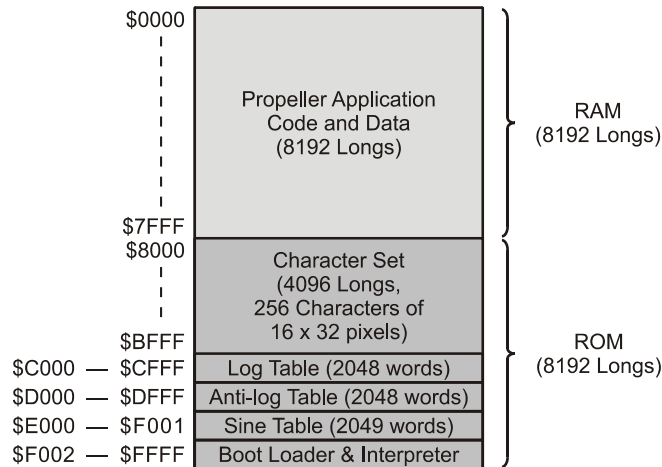 $0000
Propeller Application
Code and Data
(8192 Longs)
RAM
(8192 Longs)
$7FFF
$8000
Character Set
(4096 Longs,
256 Characters of
16 x 32 pixels)
$BFFF
ROM
(8192 Longs)
$C000 — $CFFF Log Table (2048 words)
$D000 — $DFFF Anti-log Table (2048 words)
$E000 — $F001 Sine Table (2049 words)
$F002 — $FFFF Boot Loader & Interpreter